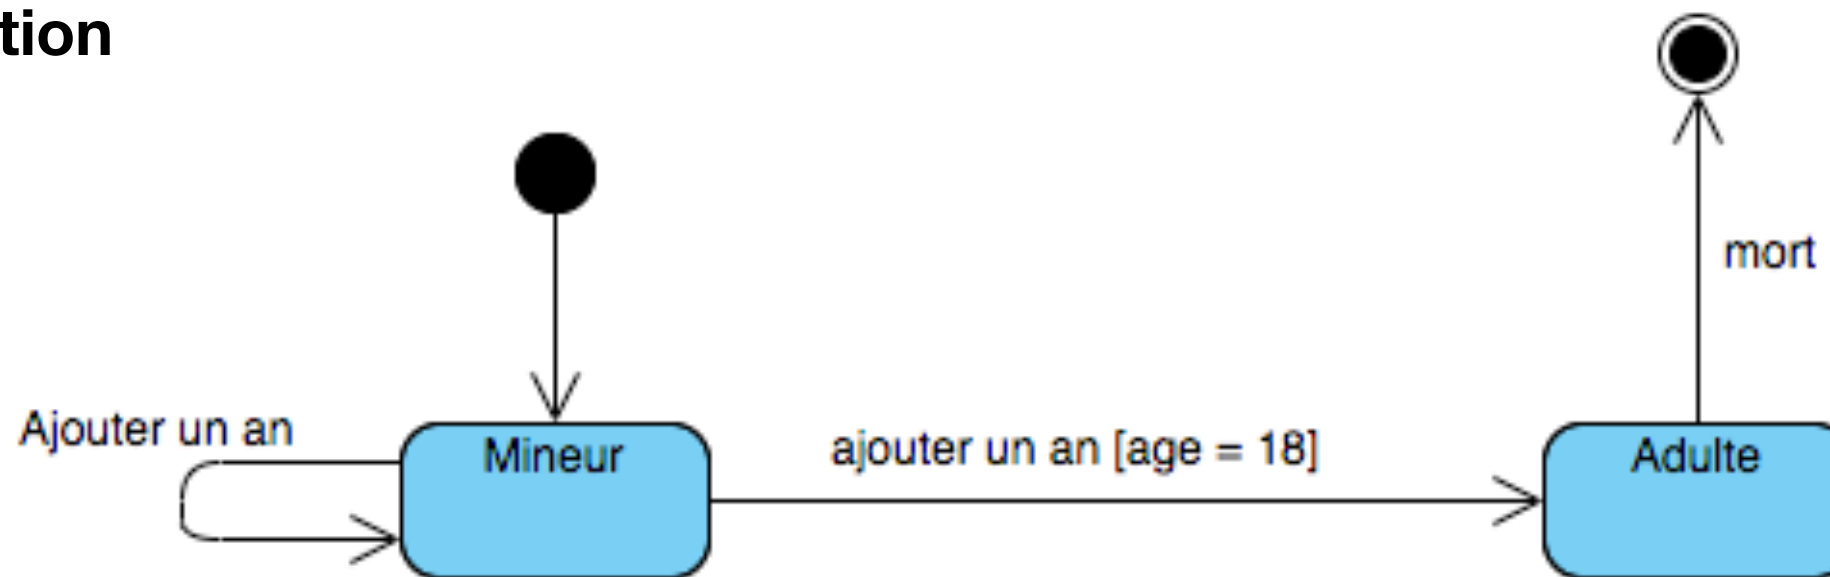 tion
mort
Ajouter un an
Mineur
ajouter un an [age = 18]
Adulte